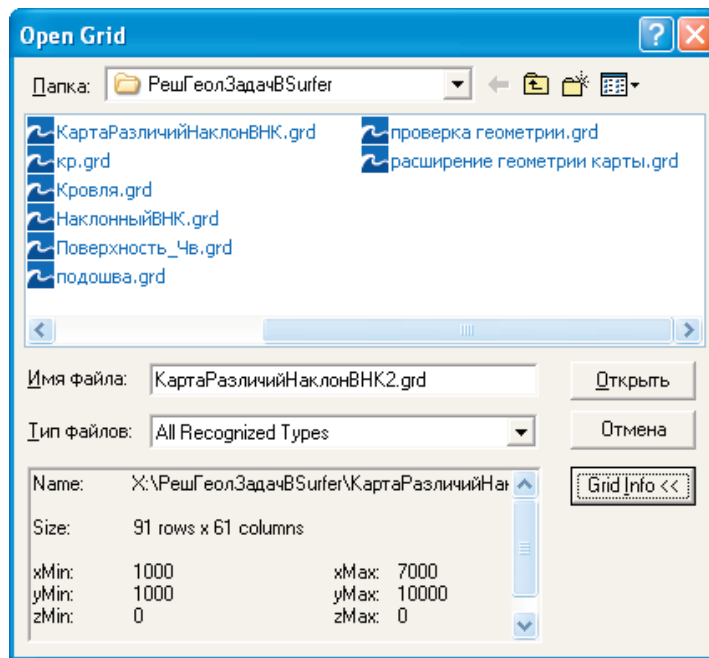 Open Grid
Папка: РешГеолЗадачВSurfer
КартаРазличийНаклонВНК.grd
кр.grd
Кровля.grd
НаклонныйВНК.grd
Поверхность_Чв.grd
подошва.grd
проверка геометрии.grd
расширение геометрии карты.grd
Имя файла: КартаРазличийНаклонВНК2.grd Открыть
Тип файлов: All Recognized Types Отмена
Grid Info <<
Name: X:\РешГеолЗадачВSurfer\КартаРазличийНак
Size: 91 rows x 61 columns
xMin: 1000 xMax: 7000
yMin: 1000 yMax: 10000
zMin: 0 zMax: 0